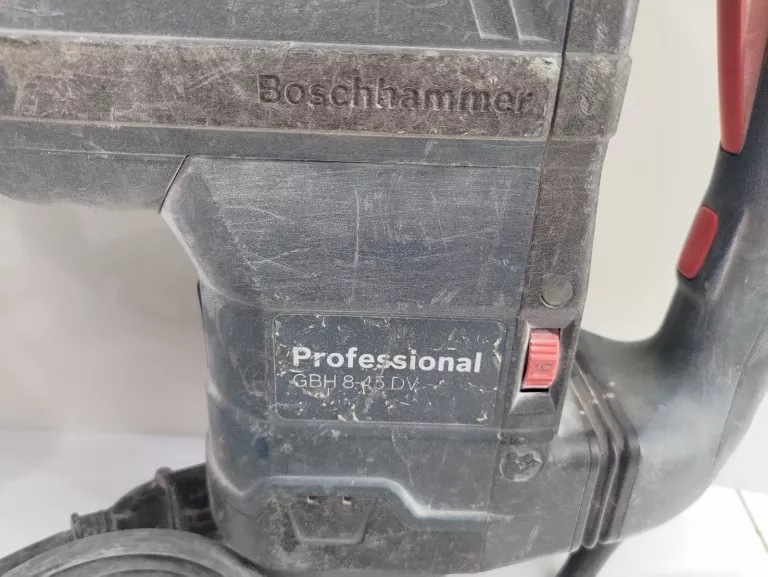 Boschhammer
Professional
GBH 8-45 DV